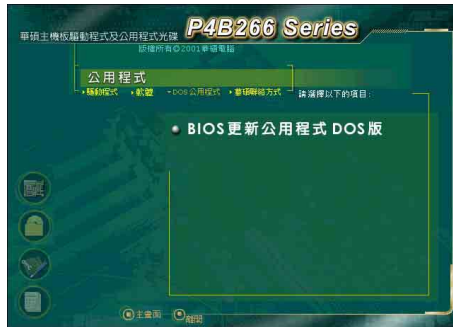 華碩主機板驅動程式及公用程式光碟 P4B266 Series
版權所有©2001華碩電腦
公用程式
驅動程式 軟體 DOS公用程式 華碩聯絡方式 請選擇以下的項目:
BIOS更新公用程式 DOS版
主畫面 離開